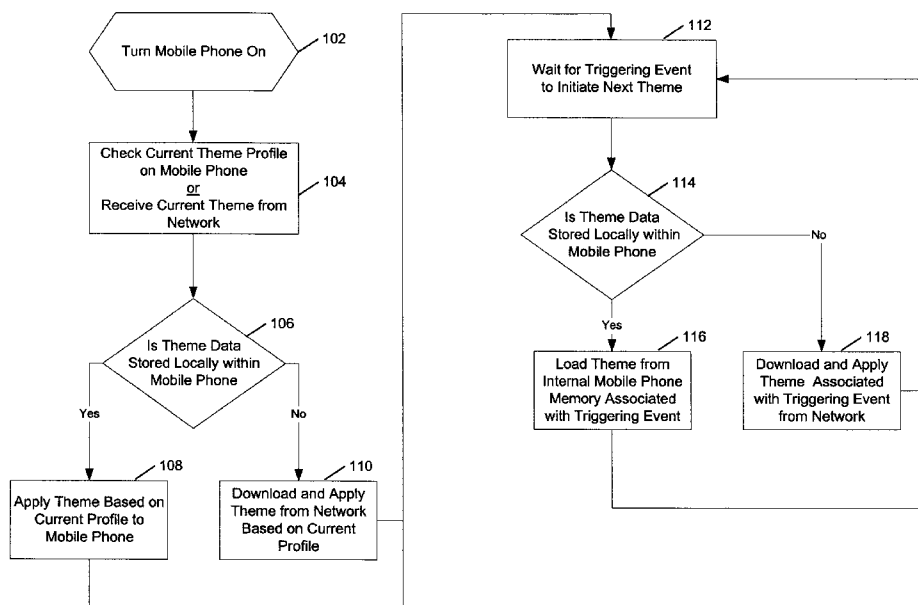 Turn Mobile Phone On
102
Check Current Theme Profile
on Mobile Phone
or
Receive Current Theme from
Network
104
106
Is Theme Data
Stored Locally within
Mobile Phone
Yes
No
108
Apply Theme Based on
Current Profile to
Mobile Phone
110
Download and Apply
Theme from Network
Based on Current
Profile
112
Wait for Triggering Event
to Initiate Next Theme
114
Is Theme Data
Stored Locally within
Mobile Phone
No
Yes
116
Load Theme from
Internal Mobile Phone
Memory Associated
with Triggering Event
118
Download and Apply
Theme Associated
with Triggering Event
from Network